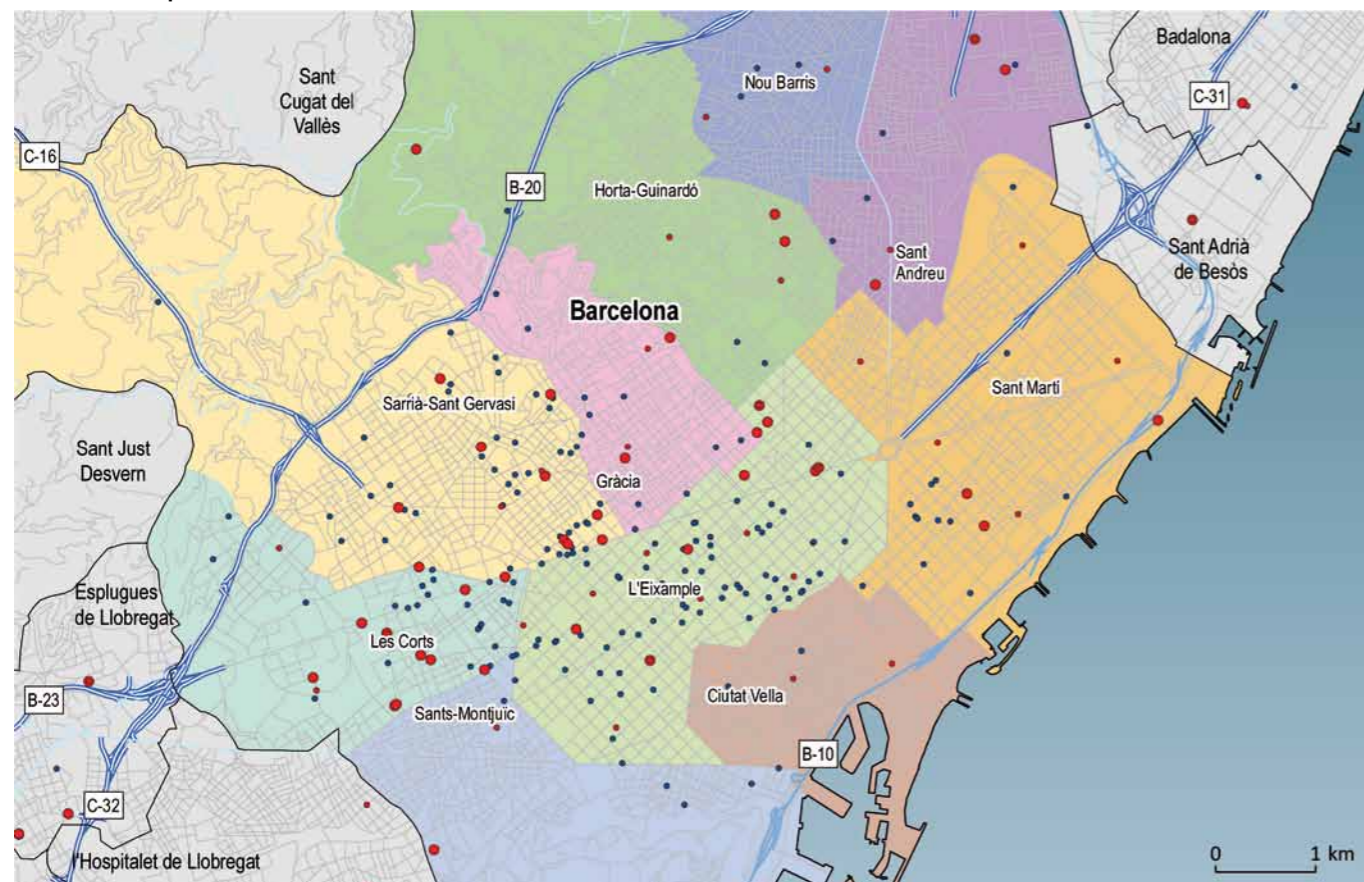 Badalona
Nou Barris
Sant
Cugat del
Vallès
C-31
C-16
B-20
Horta-Guinardó
Sant
Andreu
Sant Adrià
de Besòs
Barcelona
Sarrià-Sant Gervasi
Sant Martí
Sant Just
Desvern
Gràcia
L'Eixample
Esplugues
de Llobregat
Les Corts
Ciutat Vella
B-23
Sants-Montjuïc
B-10
C-32
l'Hospitalet de Llobregat
0 1 km